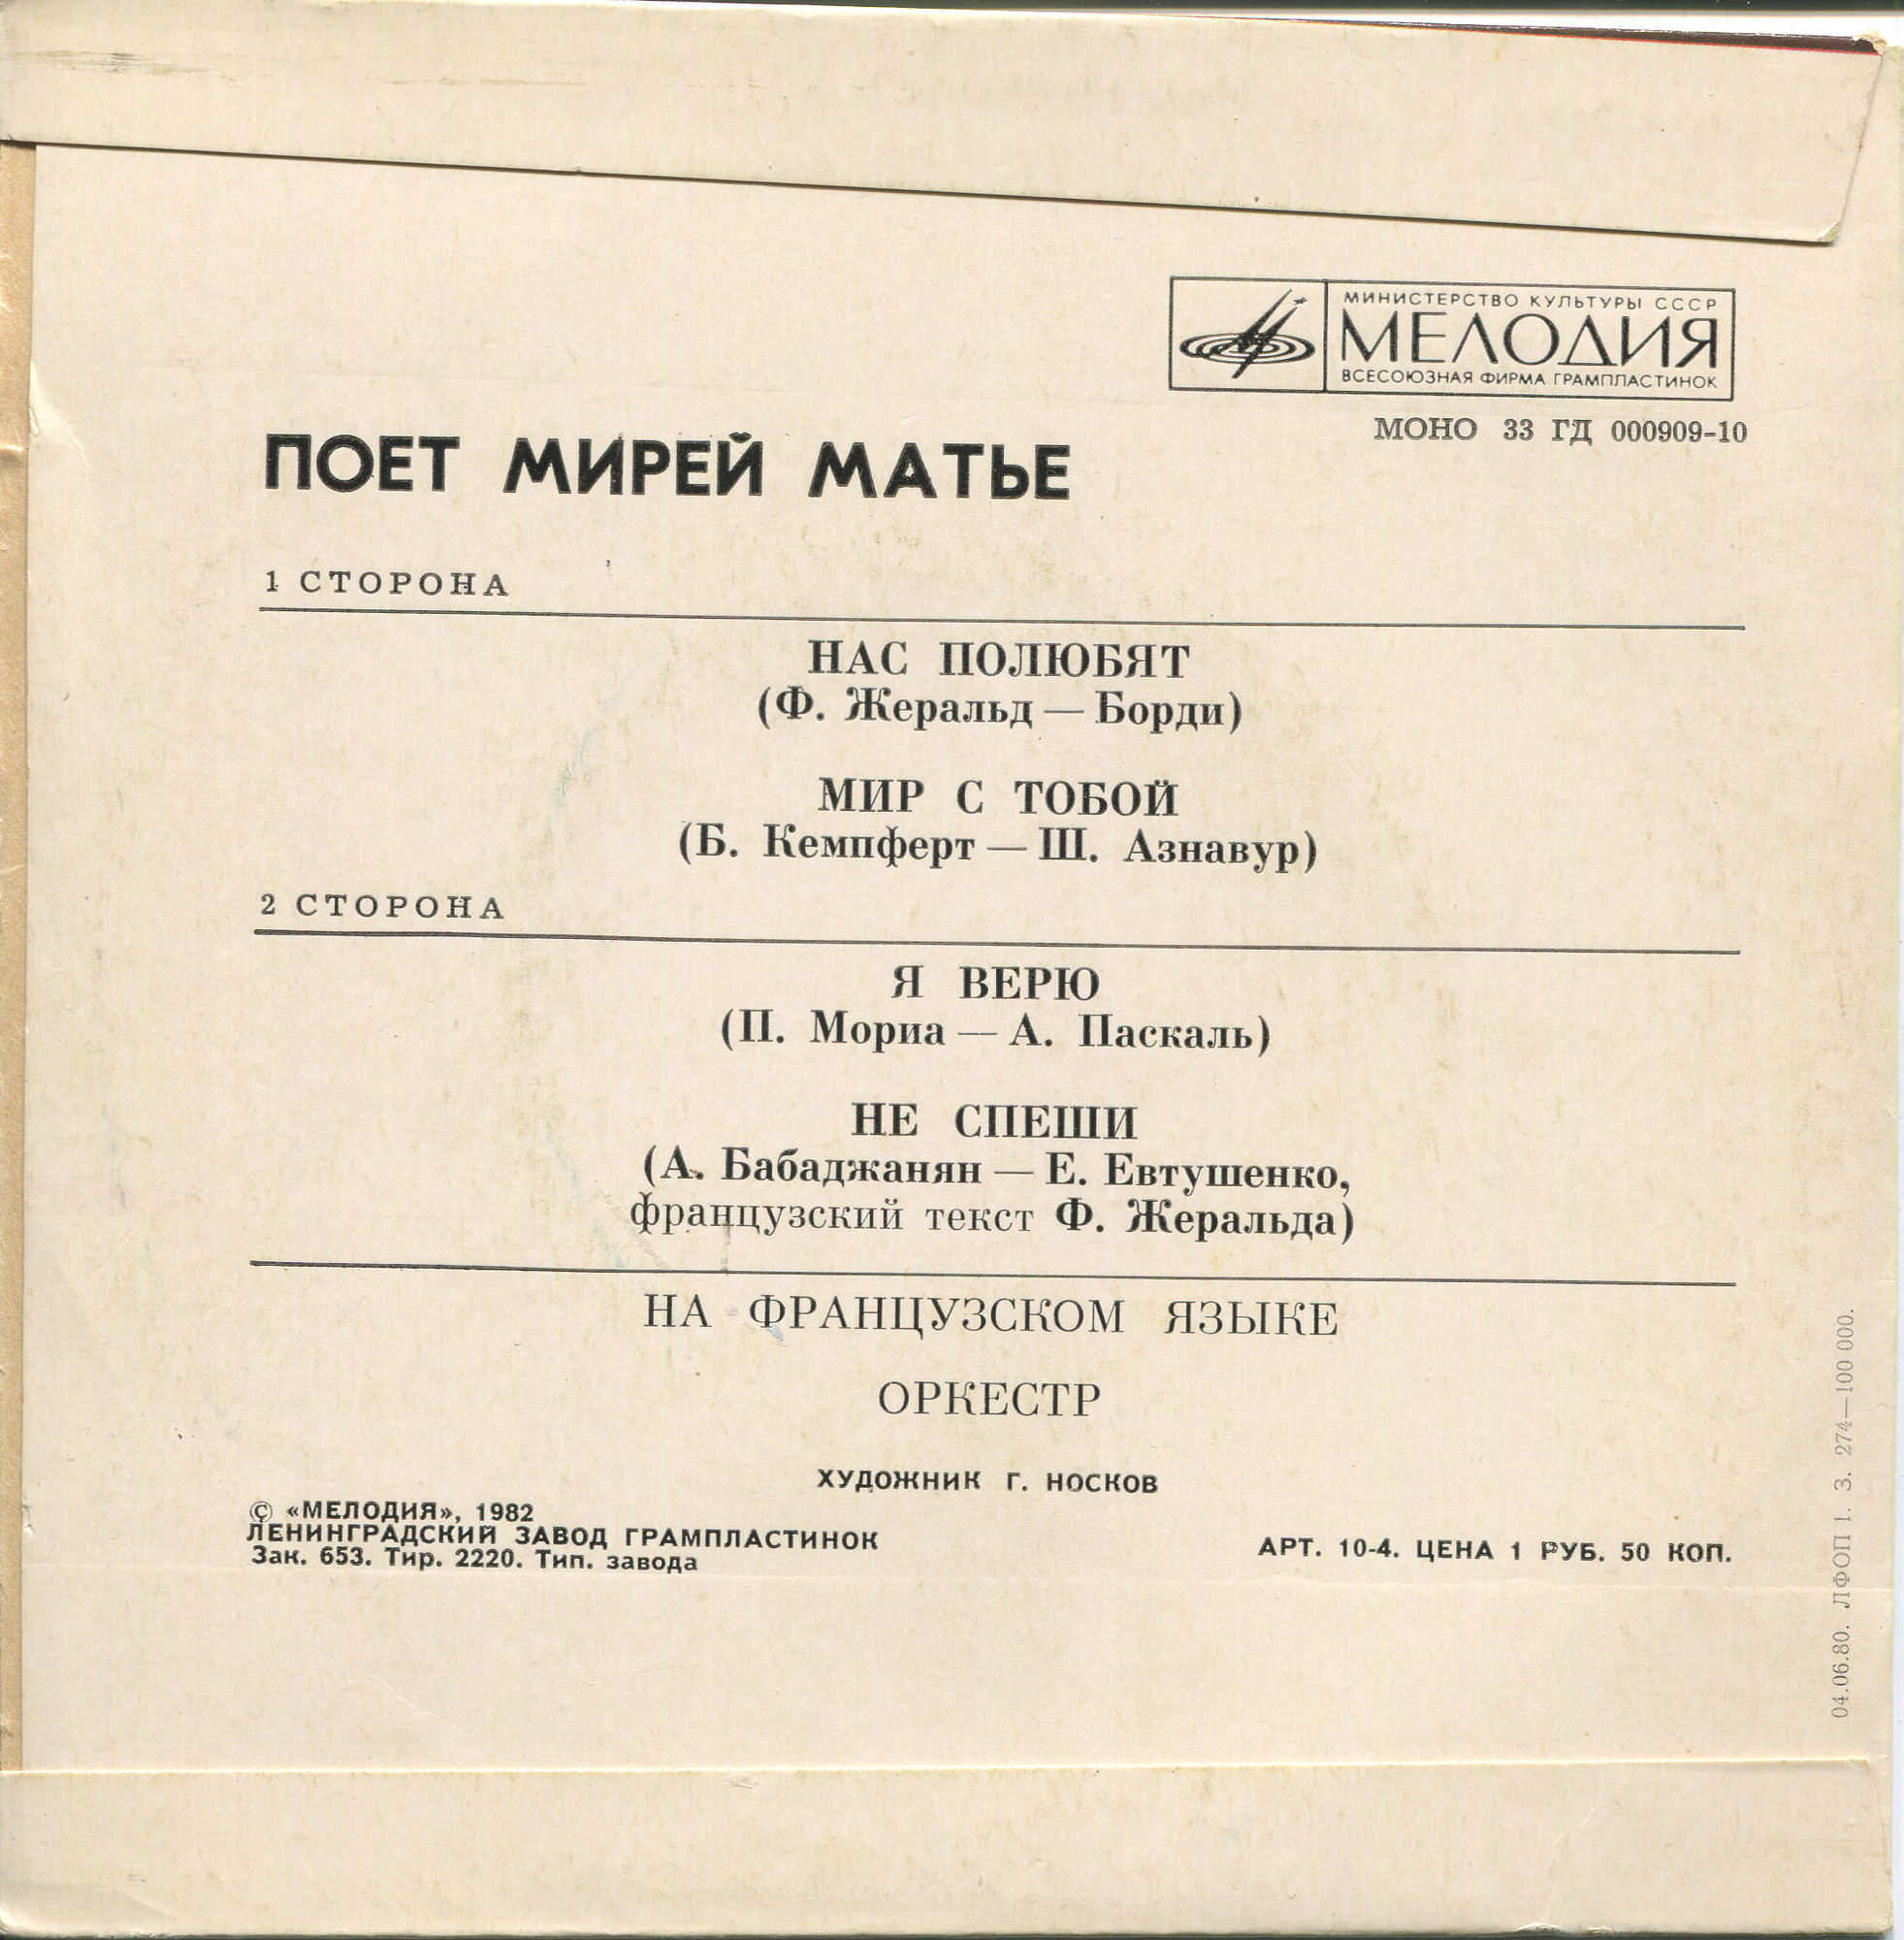 МИНИСТЕРСТВО КУЛЬТУРЫ СССР
МЕЛОДИЯ
ВСЕСОЮЗНАЯ ФИРМА ГРАМПЛАСТИНОК
МОНО 33 ГД 000909-10
ПОЕТ МИРЕЙ МАТЬЕ
1 СТОРОНА
НАС ПОЛЮБЯТ
(Ф. Жеральд — Борди)
МИР С ТОБОЙ
(Б. Кемпферт — Ш. Азнавур)
2 СТОРОНА
Я ВЕРЮ
(П. Мориа — А. Паскаль)
НЕ СПЕШИ
(А. Бабаджанян — Е. Евтушенко,
французский текст Ф. Жеральда)
НА ФРАНЦУЗСКОМ ЯЗЫКЕ
ОРКЕСТР
ХУДОЖНИК Г. НОСКОВ
© «МЕЛОДИЯ», 1982
ЛЕНИНГРАДСКИЙ ЗАВОД ГРАМПЛАСТИНОК
Зак. 653. Тир. 2220. Тип. завода
АРТ. 10-4. ЦЕНА 1 РУБ. 50 КОП.
04.06.80. ЛФОП 1. З. 274—100 000.